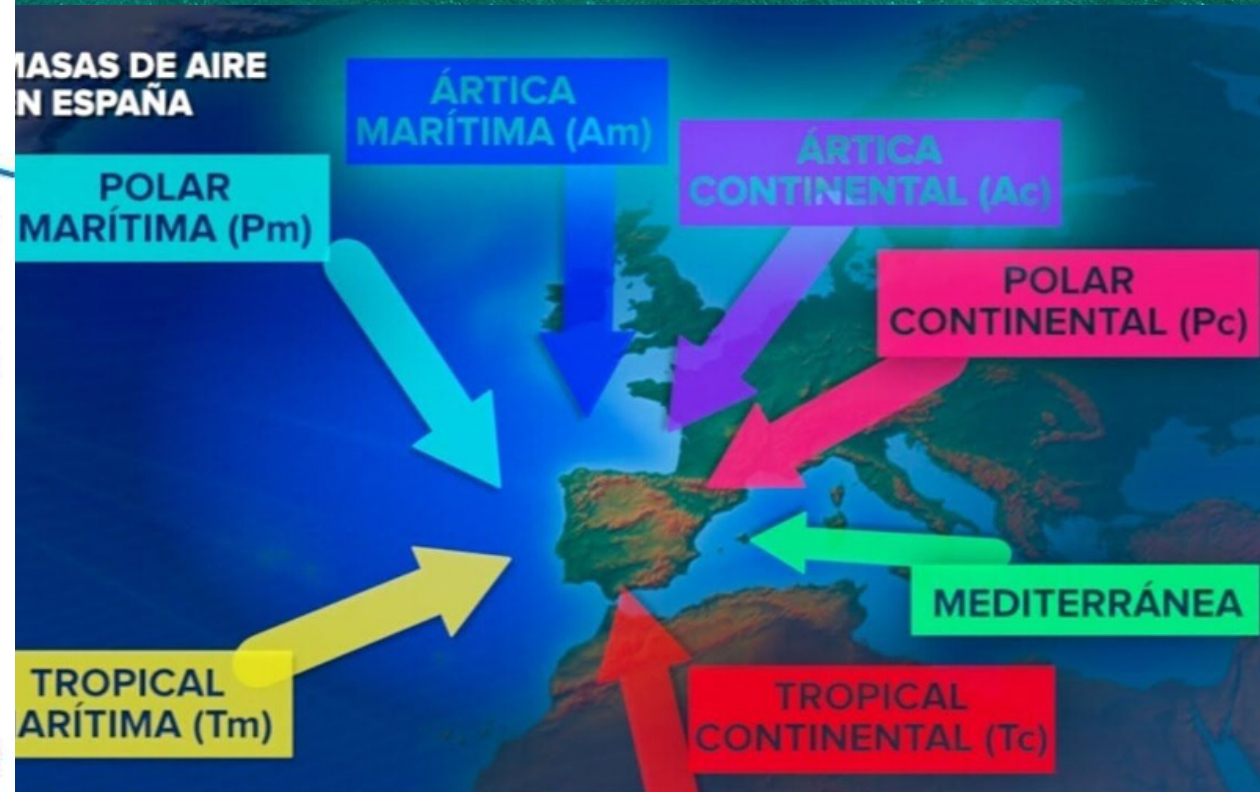 MASAS DE AIRE
EN ESPAÑA
ÁRTICA
MARÍTIMA (Am)
ÁRTICA
CONTINENTAL (Ac)
POLAR
MARÍTIMA (Pm)
POLAR
CONTINENTAL (Pc)
MEDITERRÁNEA
TROPICAL
ARÍTIMA (Tm)
TROPICAL
CONTINENTAL (Tc)